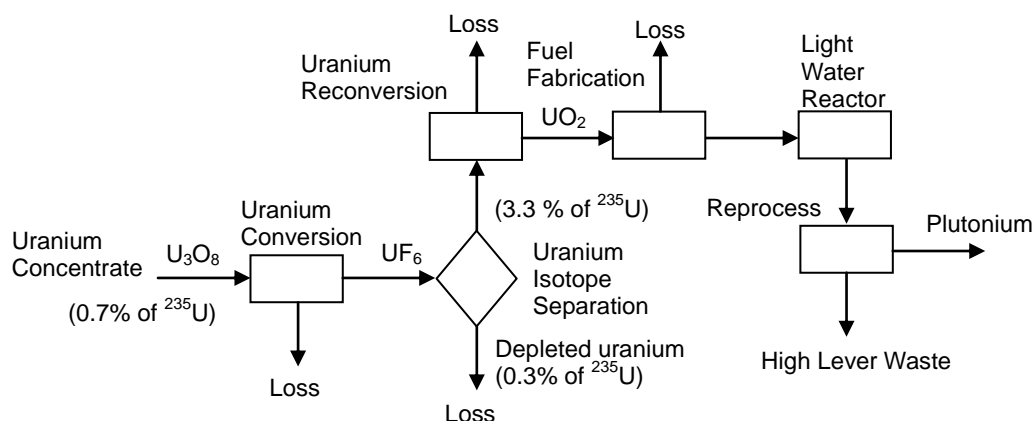 Loss
Loss
Uranium
Reconversion
Fuel
Fabrication
Light
Water
Reactor
UO₂
(3.3 % of ²³⁵U)
Reprocess
Plutonium
Uranium
Concentrate
U₃O₈
(0.7% of ²³⁵U)
Uranium
Conversion
UF₆
Uranium
Isotope
Separation
Loss
Depleted uranium
(0.3% of ²³⁵U)
Loss
High Lever Waste